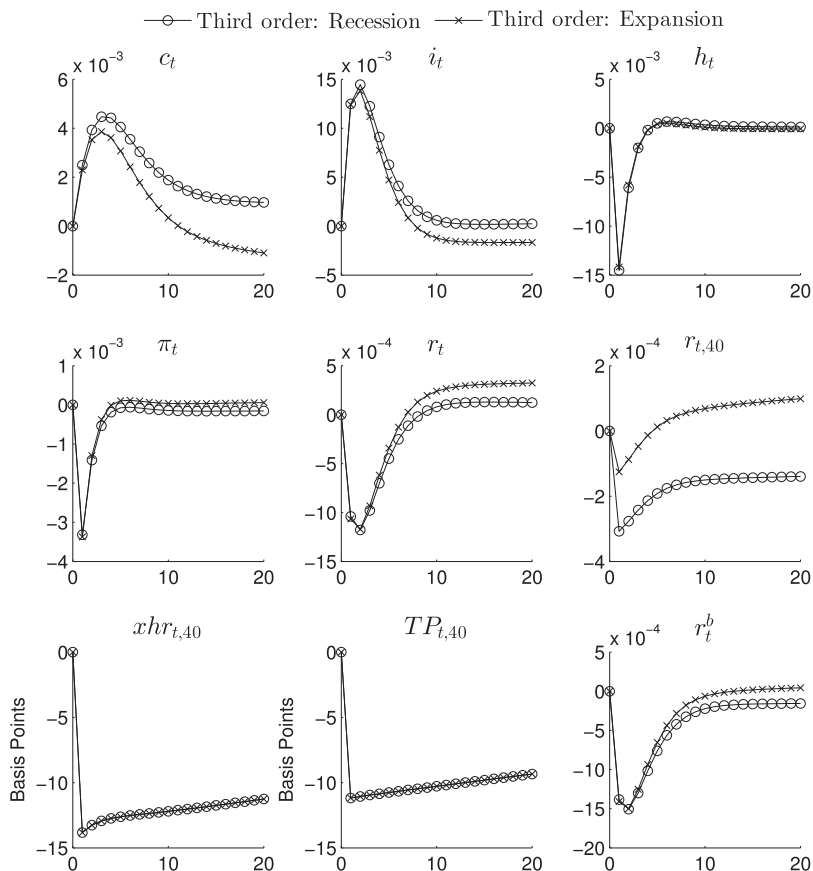 Third order: Recession Third order: Expansion
x 10⁻³ c_t x 10⁻³ i_t x 10⁻³ h_t
6 15 5
4 10 0
2 5 −5
0 0 −10
−2 −5 −15
0 10 20 0 10 20 0 10 20
x 10⁻³ π_t x 10⁻⁴ r_t x 10⁻⁴ r_{t,40}
1 5 2
0 0 0
−1 −5 −2
−2 −10 −4
−3 −15
−4
0 10 20 0 10 20 0 10 20
xhr_{t,40} TP_{t,40} x 10⁻⁴ r_t^b
Basis Points Basis Points
0 0 5
−5 −5 0
−10 −10 −5
−15 −15 −10
−15
−20
0 10 20 0 10 20 0 10 20